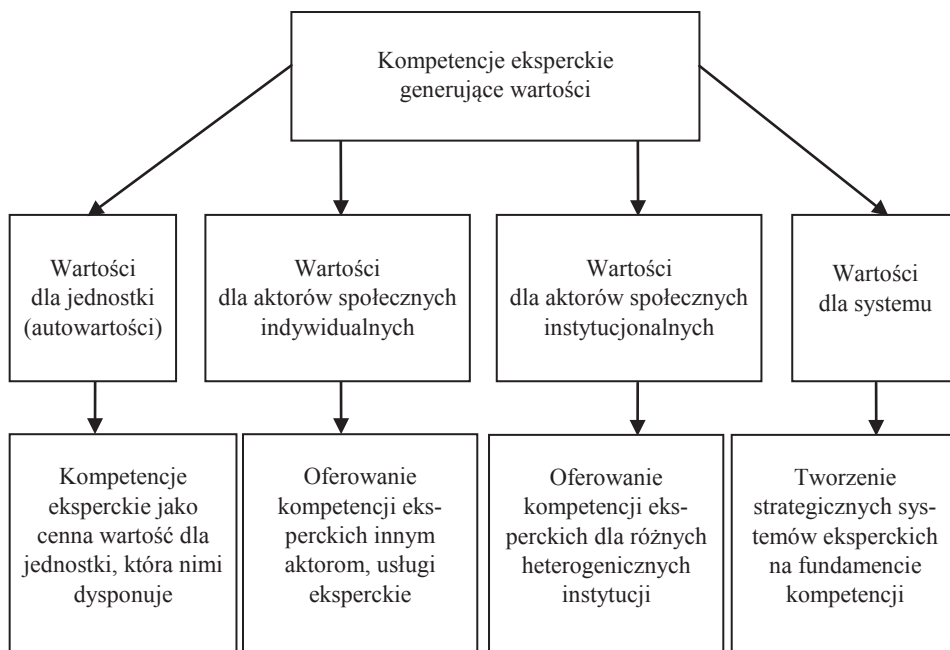 Kompetencje eksperckie
generujące wartości
Wartości
dla jednostki
(autowartości)
Wartości
dla aktorów społecznych
indywidualnych
Wartości
dla aktorów społecznych
instytucjonalnych
Wartości
dla systemu
Kompetencje
eksperckie jako
cenna wartość dla
jednostki, która nimi
dysponuje
Oferowanie
kompetencji eks-
perckich innym
aktorom, usługi
eksperckie
Oferowanie
kompetencji eks-
perckich dla różnych
heterogenicznych
instytucji
Tworzenie
strategicznych sys-
temów eksperckich
na fundamencie
kompetencji